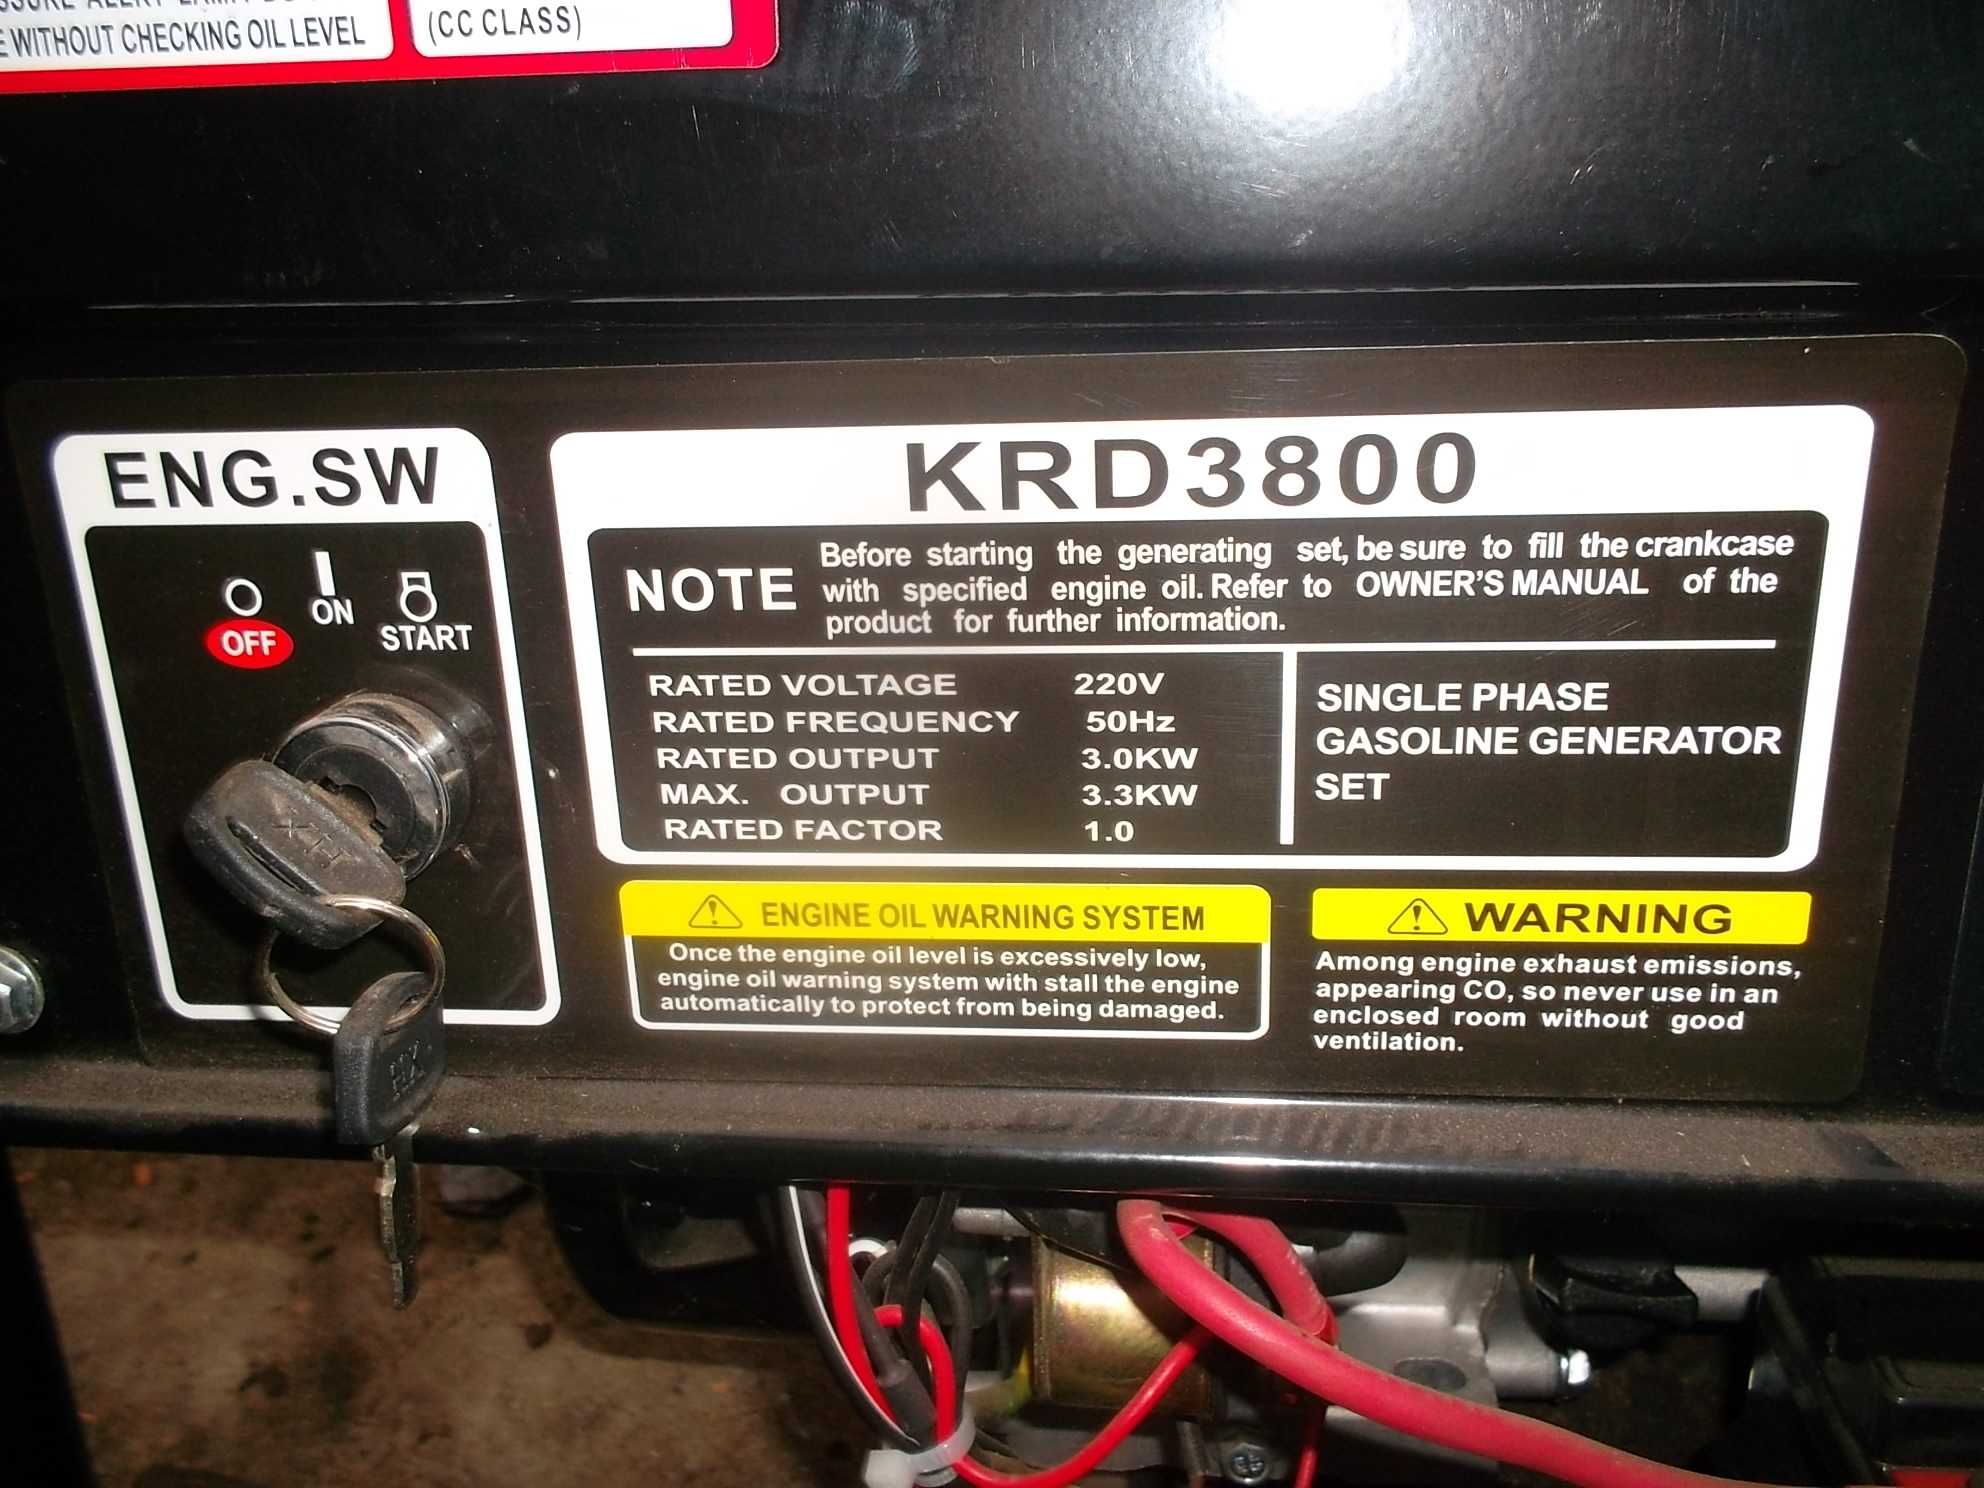 E WITHOUT CHECKING OIL LEVEL
(CC CLASS)
ENG.SW
OFF
ON
START
HX
HX
KRD3800
NOTE
Before starting the generating set, be sure to fill the crankcase
with specified engine oil. Refer to OWNER'S MANUAL of the
product for further information.
RATED VOLTAGE 220V
RATED FREQUENCY 50Hz
RATED OUTPUT 3.0KW
MAX. OUTPUT 3.3KW
RATED FACTOR 1.0
SINGLE PHASE
GASOLINE GENERATOR
SET
ENGINE OIL WARNING SYSTEM
Once the engine oil level is excessively low,
engine oil warning system with stall the engine
automatically to protect from being damaged.
WARNING
Among engine exhaust emissions,
appearing CO, so never use in an
enclosed room without good
ventilation.